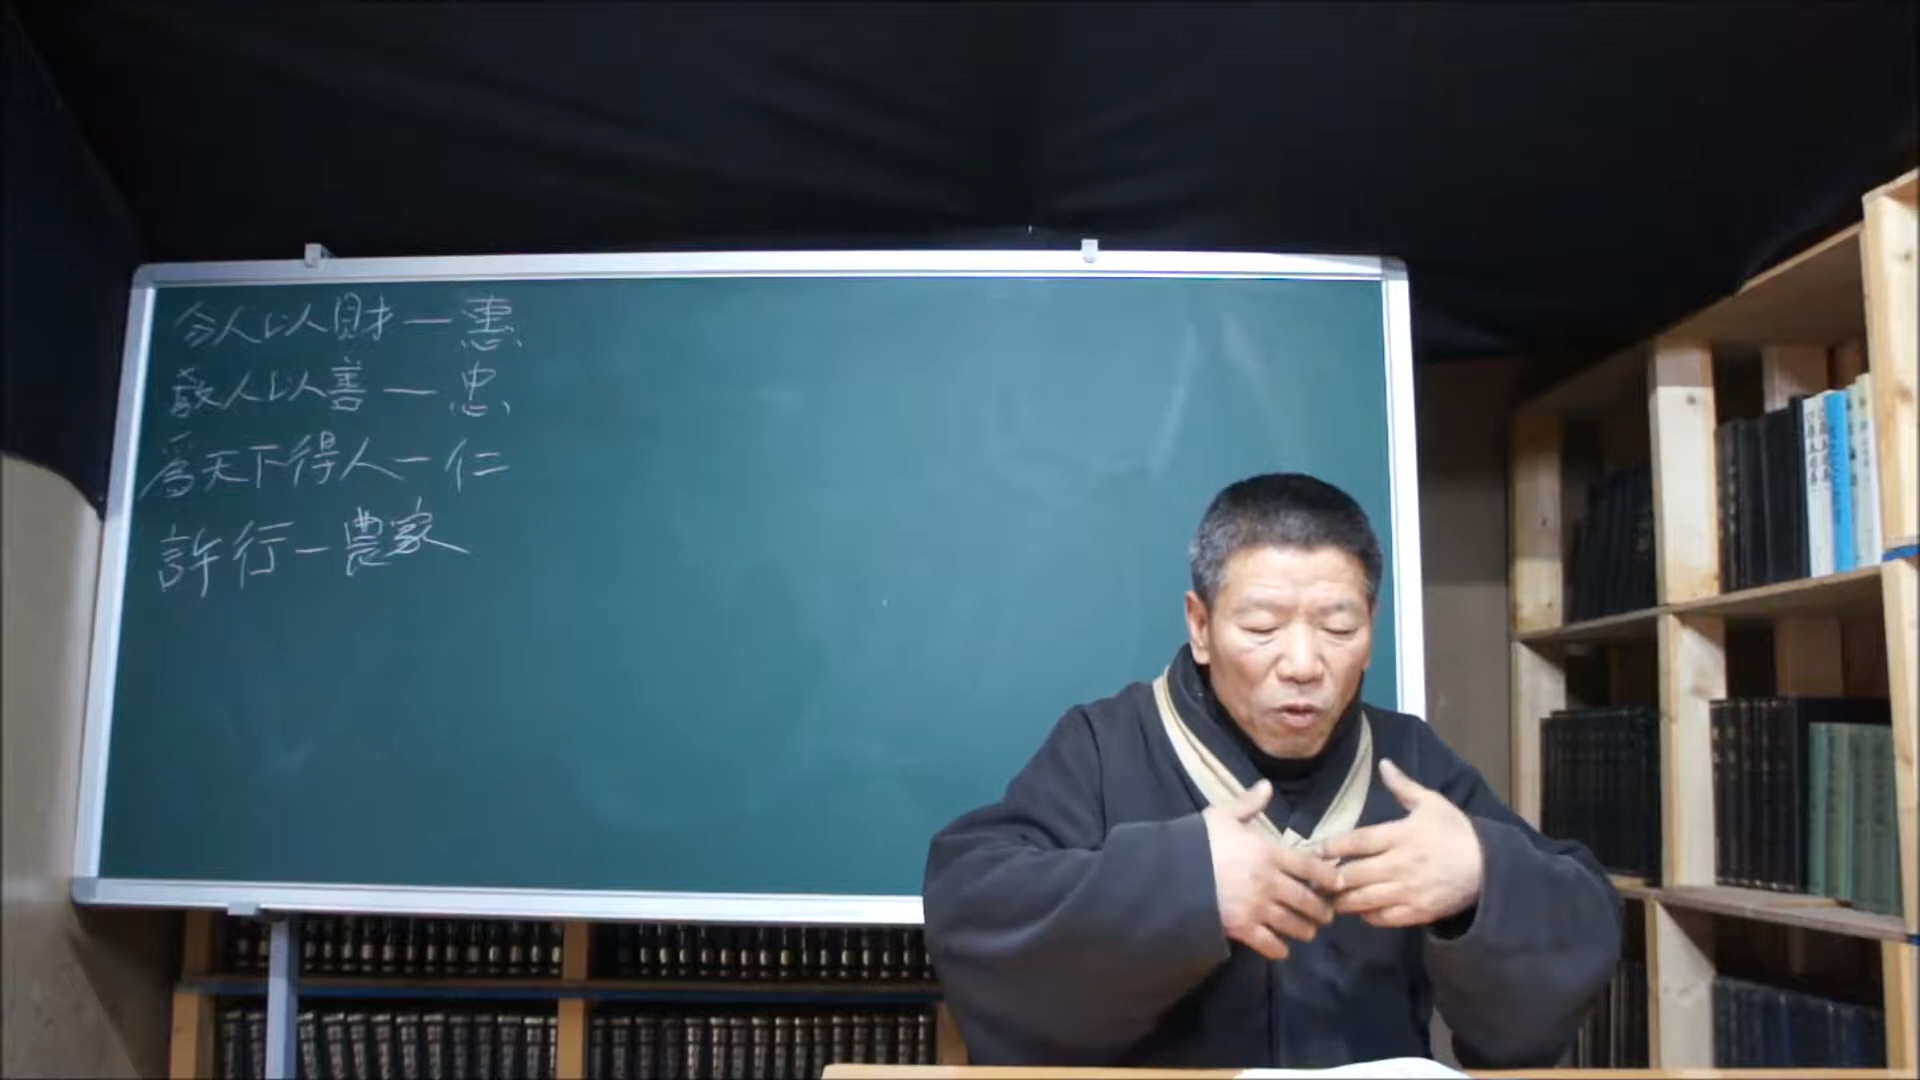 分人以財 — 惠
敎人以善 — 忠
爲天下得人 — 仁
許行 — 農家